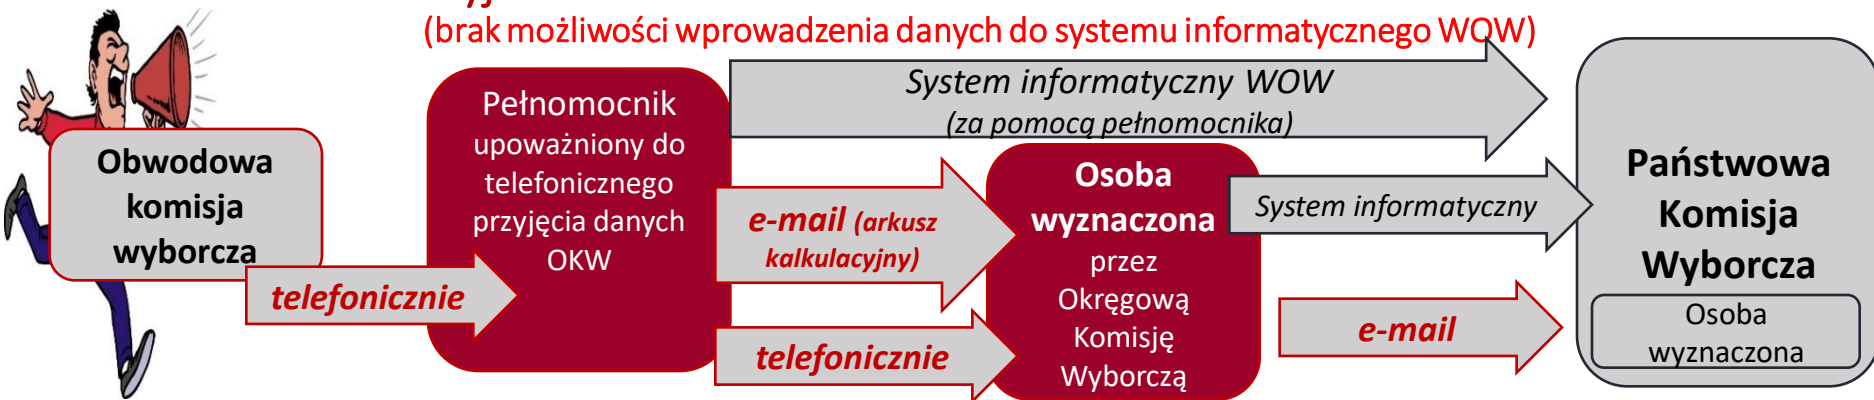 (brak możliwości wprowadzenia danych do systemu informatycznego WOW)
Obwodowa
komisja
wyborcza
telefonicznie
Pełnomocnik
upoważniony do
telefonicznego
przyjęcia danych
OKW
System informatyczny WOW
(za pomocą pełnomocnika)
e-mail (arkusz
kalkulacyjny)
telefonicznie
Osoba
wyznaczona
przez
Okręgową
Komisję
Wyborczą
System informatyczny
e-mail
Państwowa
Komisja
Wyborcza
Osoba
wyznaczona